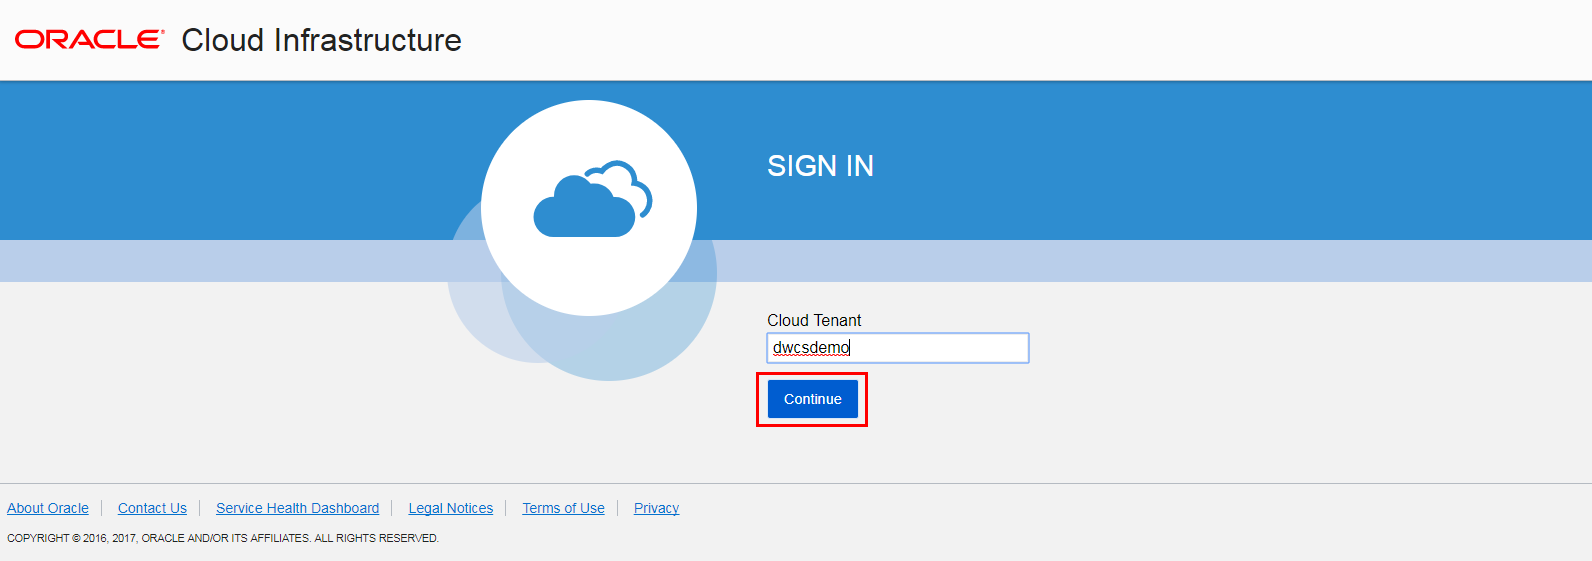 ORACLE® Cloud Infrastructure
SIGN IN
Cloud Tenant
dwcsdemo
Continue
About Oracle | Contact Us | Service Health Dashboard | Legal Notices | Terms of Use | Privacy
COPYRIGHT © 2016, 2017, ORACLE AND/OR ITS AFFILIATES. ALL RIGHTS RESERVED.